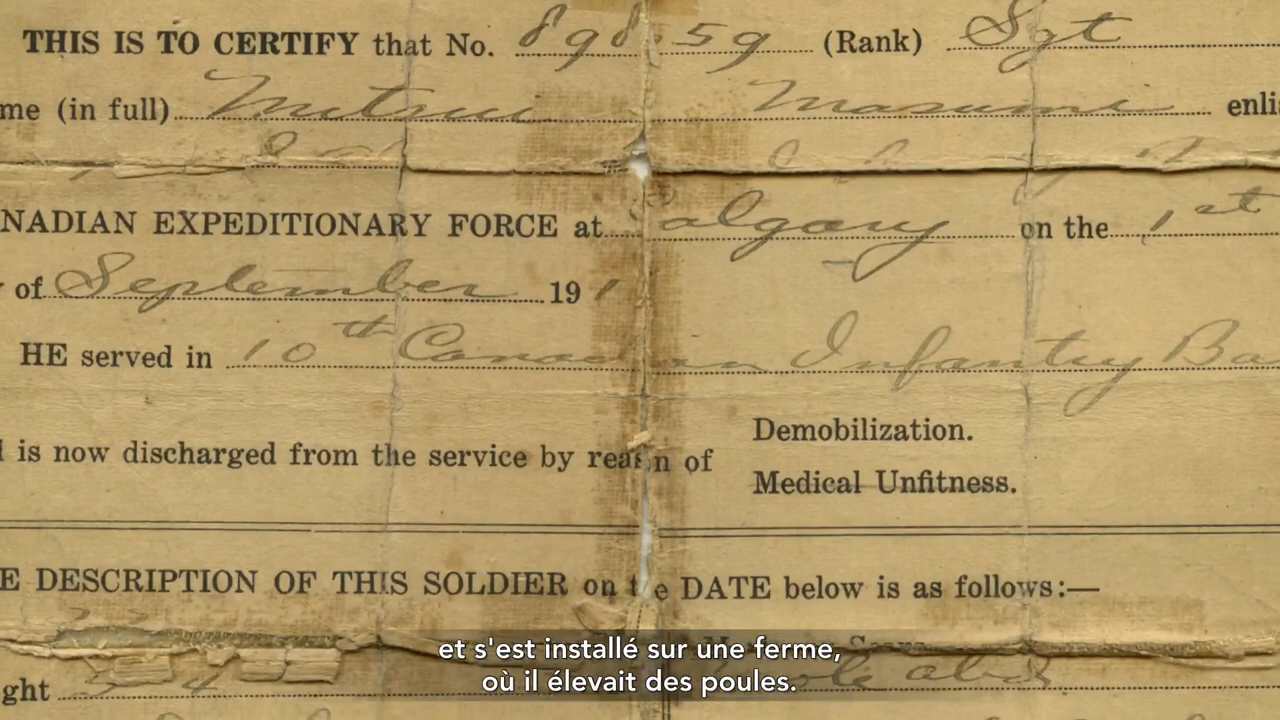 THIS IS TO CERTIFY that No. 898559 (Rank) Sgt
me (in full) Mitsui Masumi enli
NADIAN EXPEDITIONARY FORCE at Calgary on the 1st
of September 191
HE served in 10th Canadian Infantry Ba
is now discharged from the service by reason of Demobilization.
Medical Unfitness.
E DESCRIPTION OF THIS SOLDIER on the DATE below is as follows:—
et s'est installé sur une ferme,
où il élevait des poules.
ght